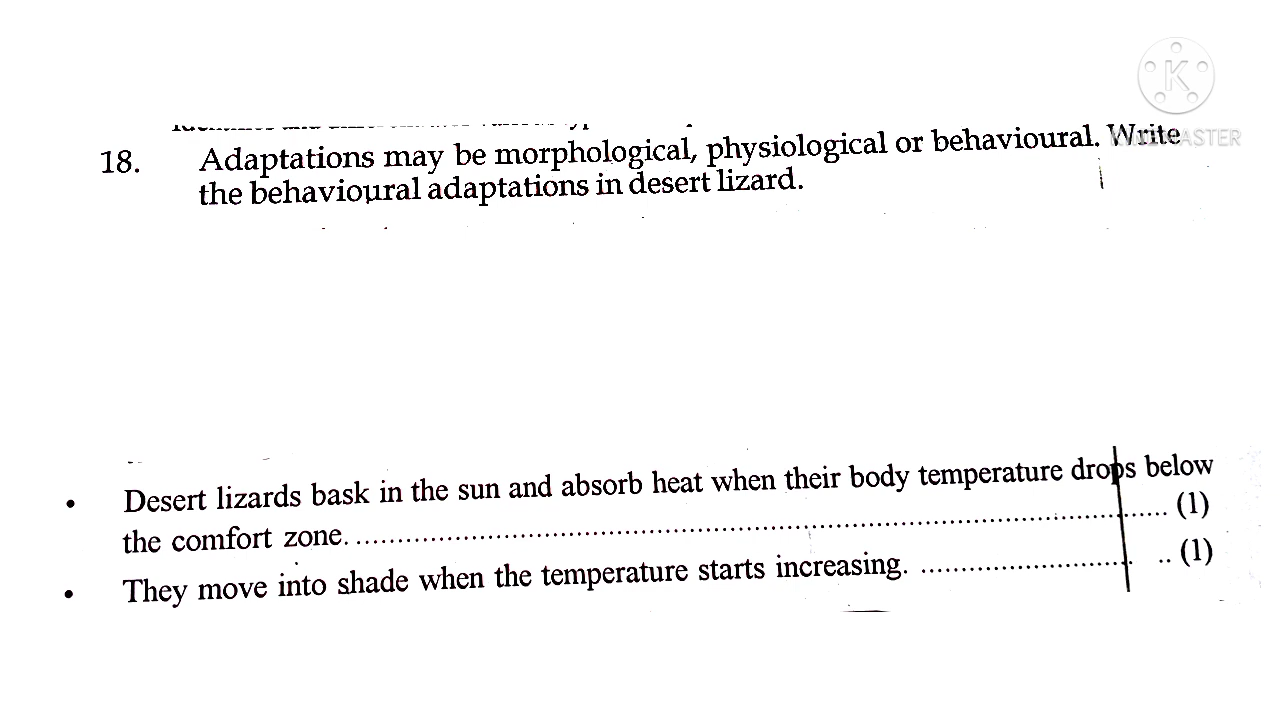 18. Adaptations may be morphological, physiological or behavioural. Write
the behavioural adaptations in desert lizard.
• Desert lizards bask in the sun and absorb heat when their body temperature drops below
the comfort zone. ........................................................................................................ (1)
• They move into shade when the temperature starts increasing. .......................... .. (1)
K